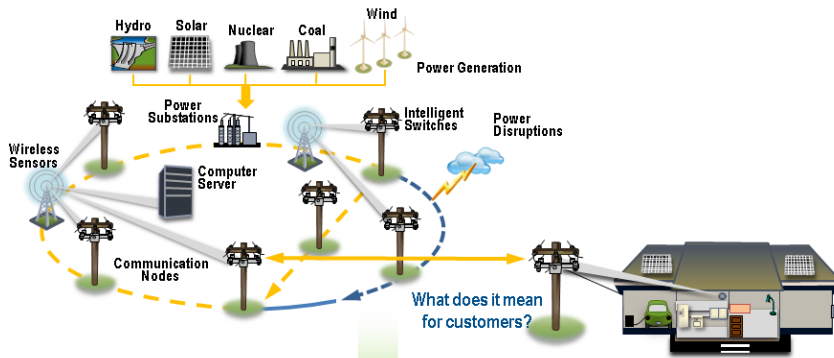 Hydro
Solar
Nuclear
Coal
Wind
Power Generation
Power
Substations
Intelligent
Switches
Power
Disruptions
Wireless
Sensors
Computer
Server
Communication
Nodes
What does it mean
for customers?